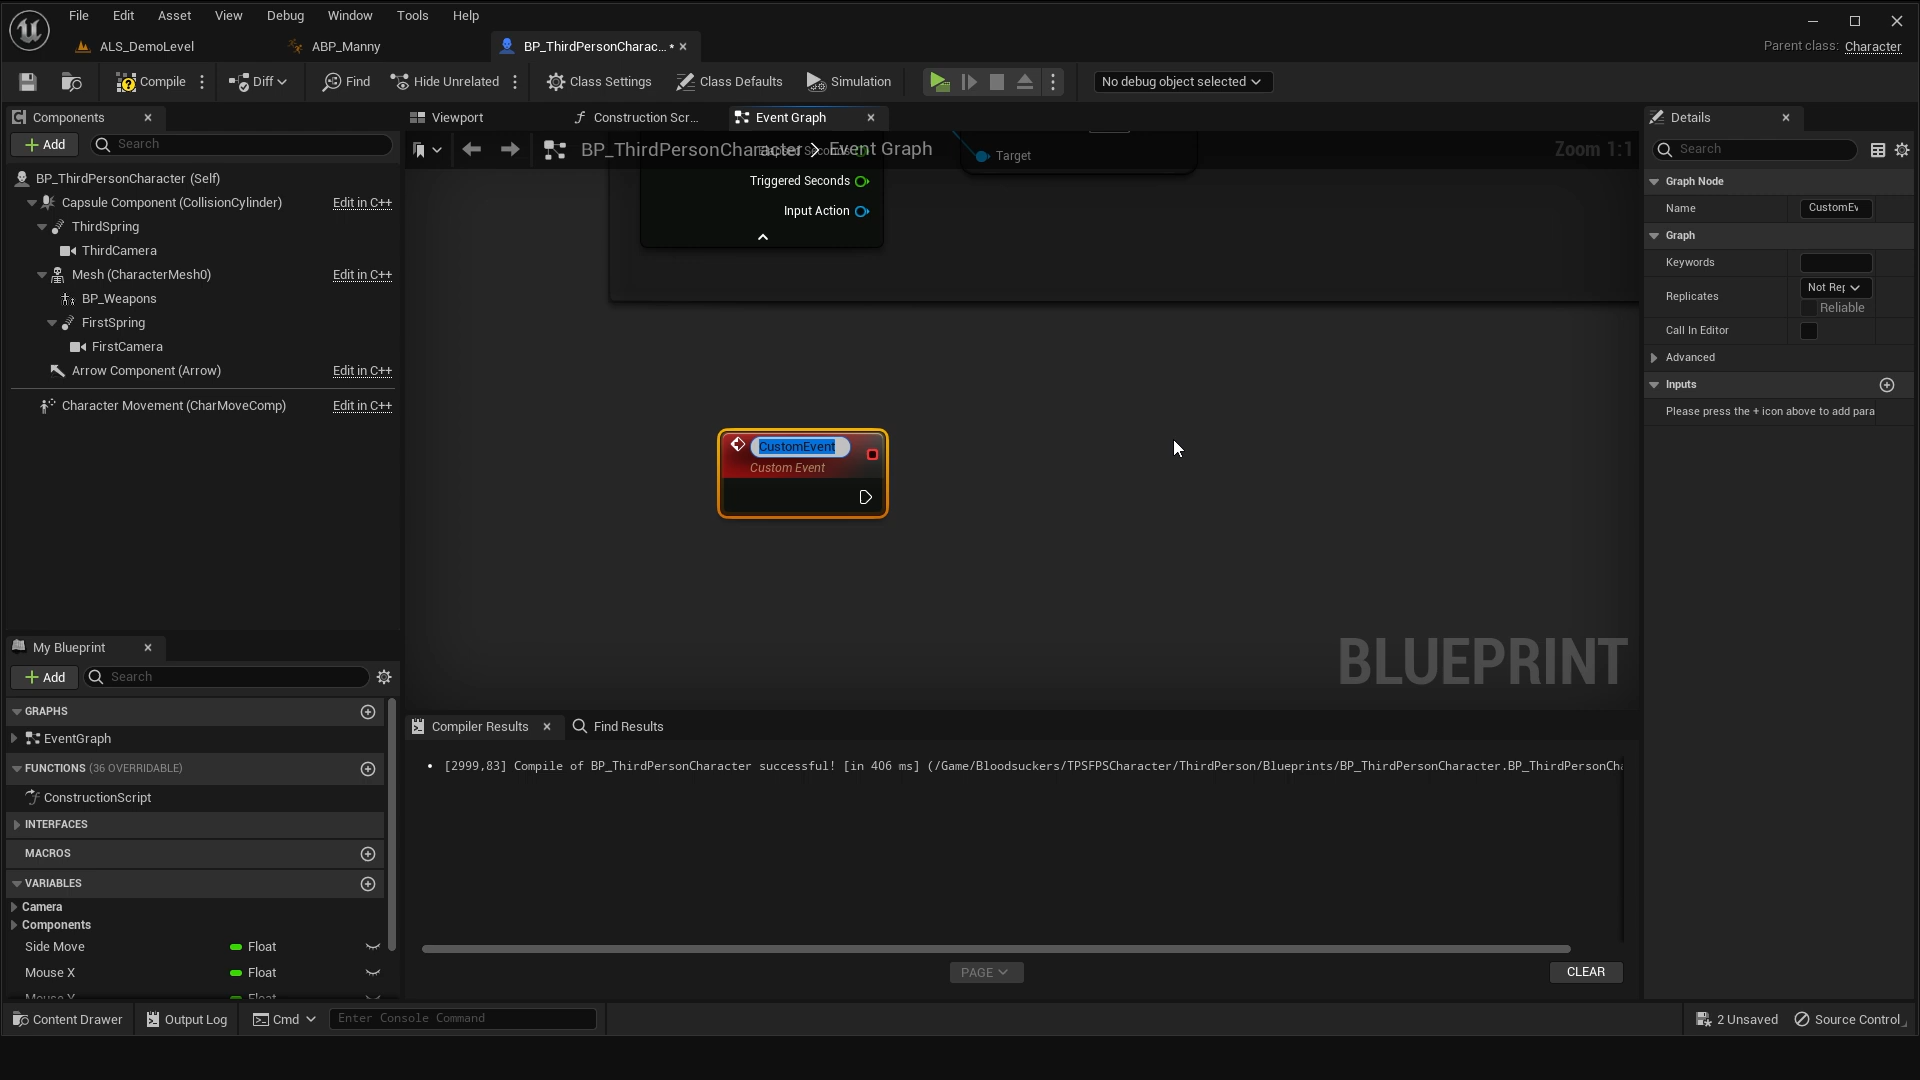 File Edit Asset View Debug Window Tools Help
ALS_DemoLevel ABP_Manny BP_ThirdPersonCharac... *
Parent class: Character
Compile Diff Find Hide Unrelated Class Settings Class Defaults Simulation No debug object selected
Components
Add Search
BP_ThirdPersonCharacter (Self)
Capsule Component (CollisionCylinder) Edit in C++
ThirdSpring
ThirdCamera
Mesh (CharacterMesh0) Edit in C++
BP_Weapons
FirstSpring
FirstCamera
Arrow Component (Arrow) Edit in C++
Character Movement (CharMoveComp) Edit in C++
Viewport Construction Scr... Event Graph
BP_ThirdPersonCharacter > Event Graph Zoom 1:1
Target
Triggered Seconds
Input Action
CustomEvent
Custom Event
BLUEPRINT
Details
Search
Graph Node
Name CustomEv
Graph
Keywords
Replicates Not Rep
Reliable
Call In Editor
Advanced
Inputs
Please press the + icon above to add para
My Blueprint
Add Search
GRAPHS
EventGraph
FUNCTIONS (36 OVERRIDABLE)
ConstructionScript
INTERFACES
MACROS
VARIABLES
Camera
Components
Side Move Float
Mouse X Float
Mouse Y Float
Compiler Results Find Results
• [2999,83] Compile of BP_ThirdPersonCharacter successful! [in 406 ms] (/Game/Bloodsuckers/TPSFPSCharacter/ThirdPerson/Blueprints/BP_ThirdPersonCharacter.BP_ThirdPersonCha
PAGE CLEAR
Content Drawer Output Log Cmd Enter Console Command 2 Unsaved Source Control